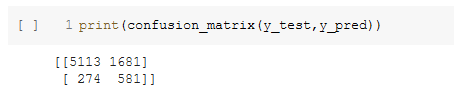 [ ] 1 print(confusion_matrix(y_test,y_pred))
[[5113 1681]
[ 274 581]]